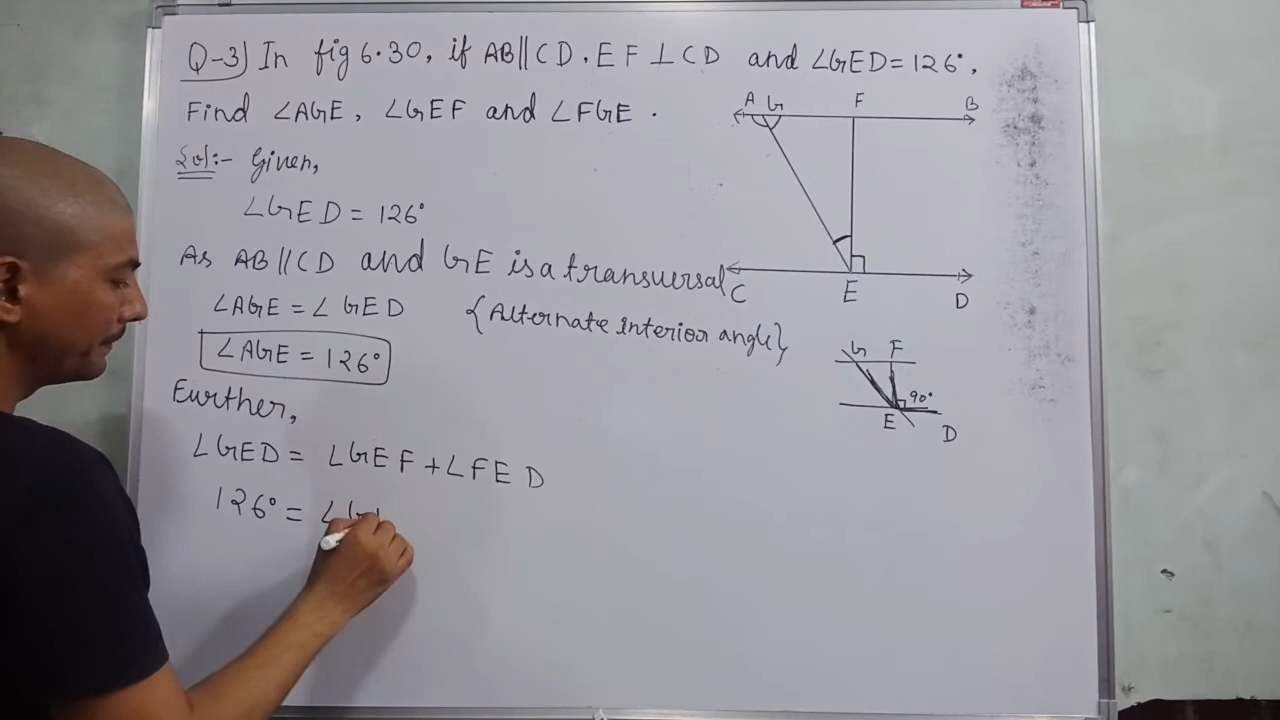 Q-3) In fig 6.30, if AB||CD, EF⊥CD and ∠GED=126°,
Find ∠AGE, ∠GEF and ∠FGE.
Sol:- Given,
∠GED = 126°
As AB||CD and GE is a transversal
∠AGE = ∠GED {Alternate interior angle}
∠AGE = 126°
Further,
∠GED = ∠GEF + ∠FED
126° = ∠G
A G F B
C E D
G F
90°
E D